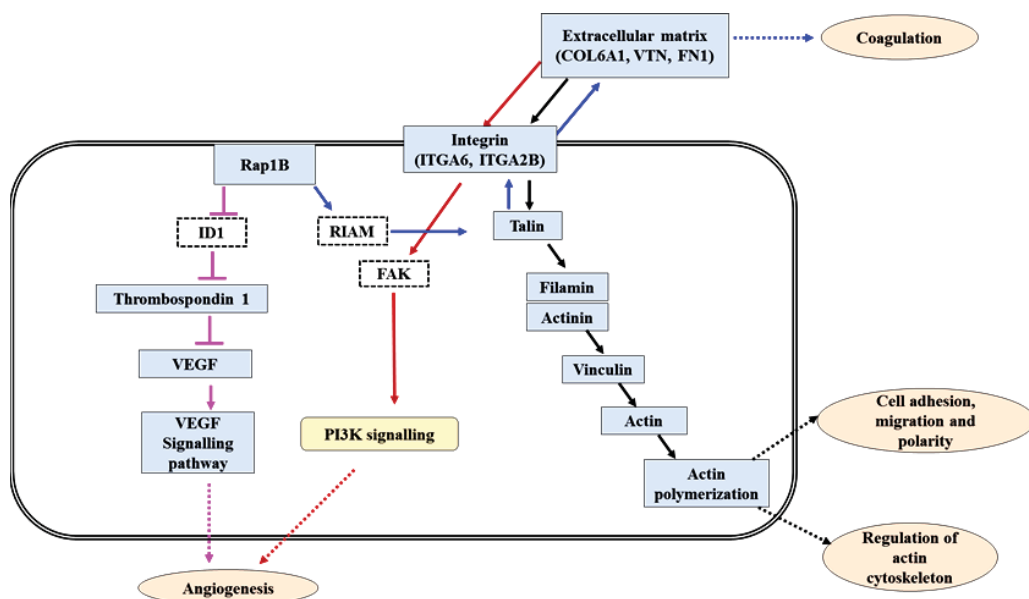 Extracellular matrix
(COL6A1, VTN, FN1)
Coagulation
Integrin
(ITGA6, ITGA2B)
Rap1B
ID1
RIAM
Talin
FAK
Thrombospondin 1
Filamin
Actinin
VEGF
Vinculin
VEGF
Signalling
pathway
PI3K signalling
Actin
Cell adhesion,
migration and
polarity
Actin
polymerization
Regulation of
actin
cytoskeleton
Angiogenesis